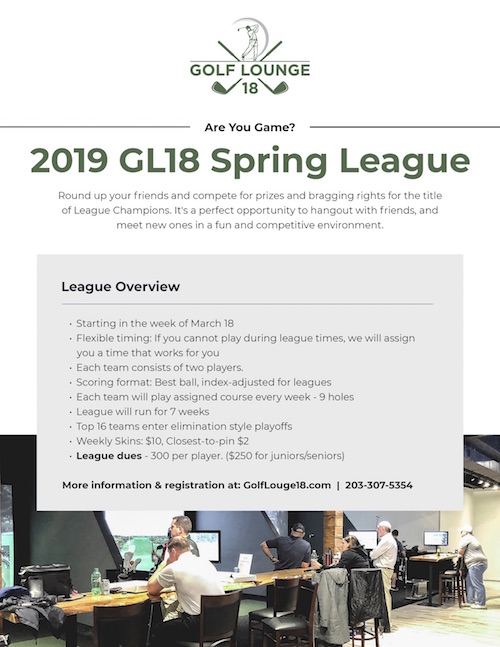 GOLF LOUNGE
18
Are You Game?
2019 GL18 Spring League
Round up your friends and compete for prizes and bragging rights for the title
of League Champions. It's a perfect opportunity to hangout with friends, and
meet new ones in a fun and competitive environment.
League Overview
• Starting in the week of March 18
• Flexible timing: If you cannot play during league times, we will assign
you a time that works for you
• Each team consists of two players.
• Scoring format: Best ball, index-adjusted for leagues
• Each team will play assigned course every week - 9 holes
• League will run for 7 weeks
• Top 16 teams enter elimination style playoffs
• Weekly Skins: $10, Closest-to-pin $2
• League dues - 300 per player. ($250 for juniors/seniors)
More information & registration at: GolfLouge18.com | 203-307-5354